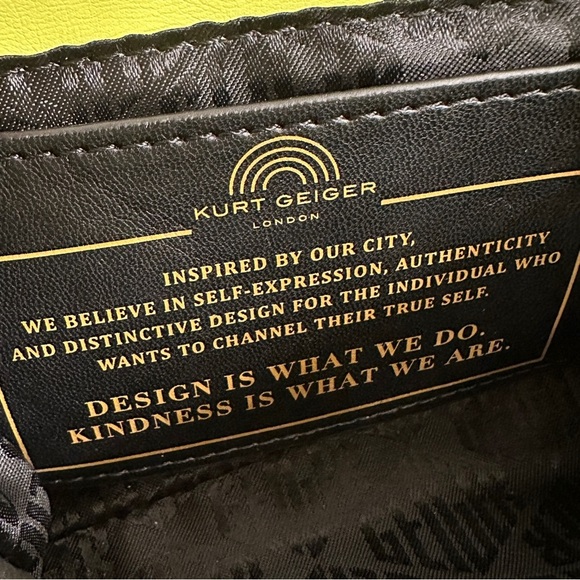 KURT GEIGER
LONDON
INSPIRED BY OUR CITY,
WE BELIEVE IN SELF-EXPRESSION, AUTHENTICITY
AND DISTINCTIVE DESIGN FOR THE INDIVIDUAL WHO
WANTS TO CHANNEL THEIR TRUE SELF.
DESIGN IS WHAT WE DO.
KINDNESS IS WHAT WE ARE.